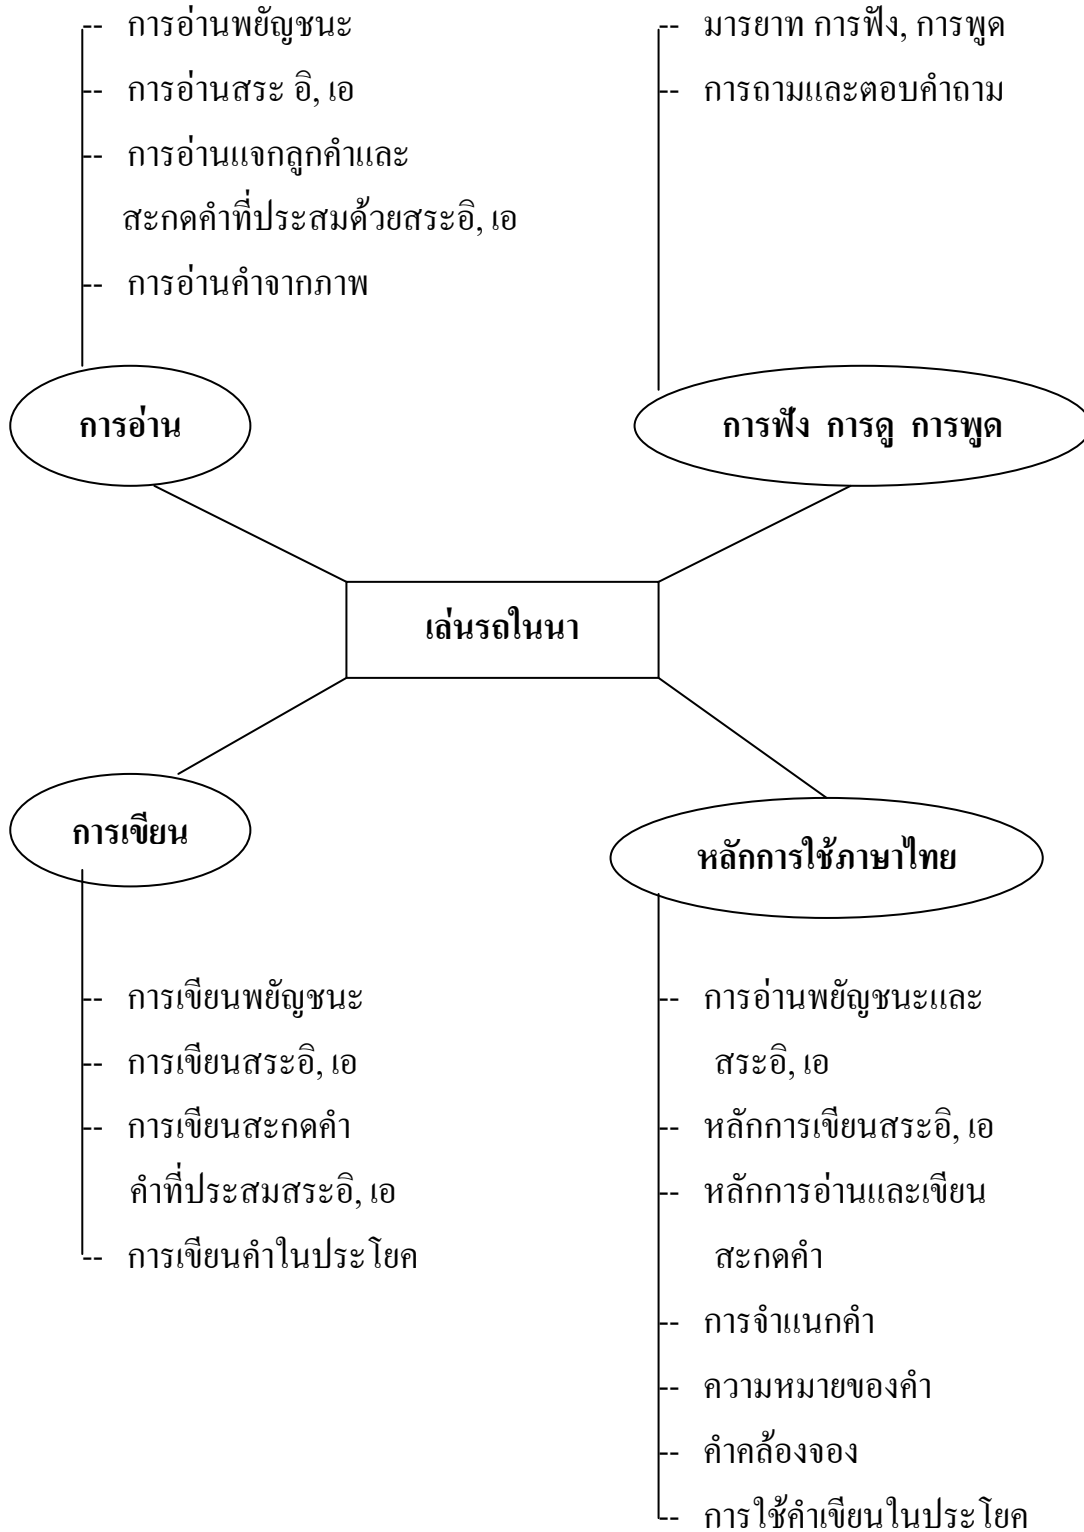 -- การอ่านพยัญชนะ
-- การอ่านสระ อิ, เอ
-- การอ่านแจกลูกคำและ
สะกดคำที่ประสมด้วยสระอิ, เอ
-- การอ่านคำจากภาพ
การอ่าน
-- มารยาท การฟัง, การพูด
-- การถามและตอบคำถาม
การฟัง การดู การพูด
เล่นรถในนา
การเขียน
-- การเขียนพยัญชนะ
-- การเขียนสระอิ, เอ
-- การเขียนสะกดคำ
คำที่ประสมสระอิ, เอ
-- การเขียนคำในประโยค
หลักการใช้ภาษาไทย
-- การอ่านพยัญชนะและ
สระอิ, เอ
-- หลักการเขียนสระอิ, เอ
-- หลักการอ่านและเขียน
สะกดคำ
-- การจำแนกคำ
-- ความหมายของคำ
-- คำคล้องจอง
-- การใช้คำเขียนในประโยค